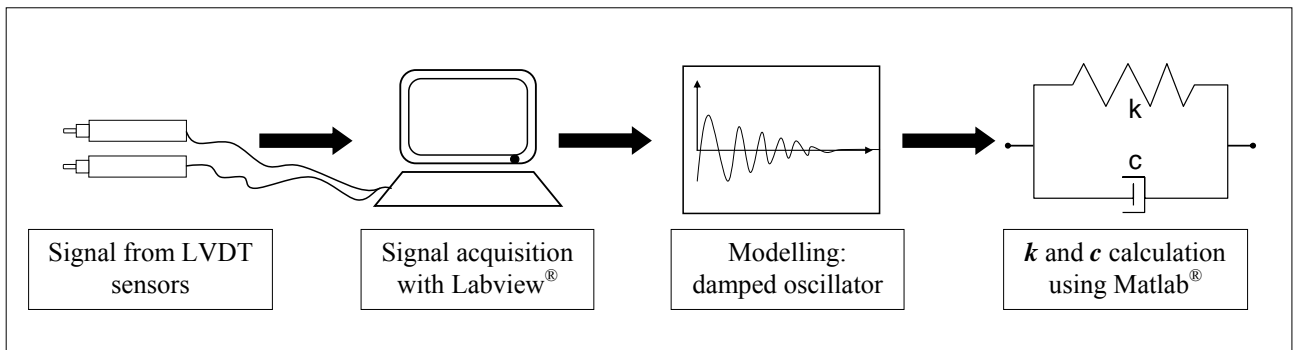 k
c
Signal from LVDT
sensors
Signal acquisition
with Labview®
Modelling:
damped oscillator
k and c calculation
using Matlab®